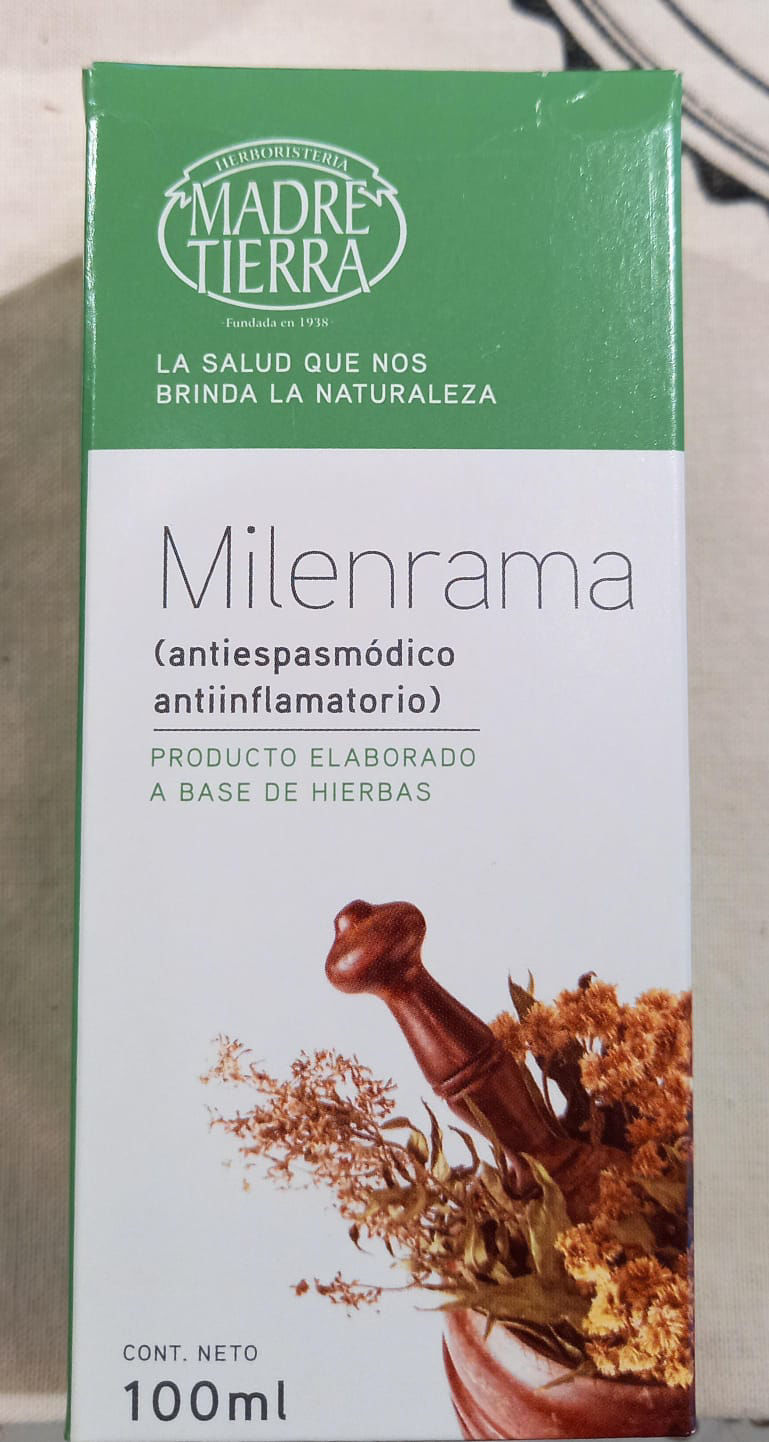 HERBORISTERIA
MADRE
TIERRA
·Fundada en 1938·
LA SALUD QUE NOS
BRINDA LA NATURALEZA
Milenrama
(antiespasmódico
antiinflamatorio)
PRODUCTO ELABORADO
A BASE DE HIERBAS
CONT. NETO
100ml